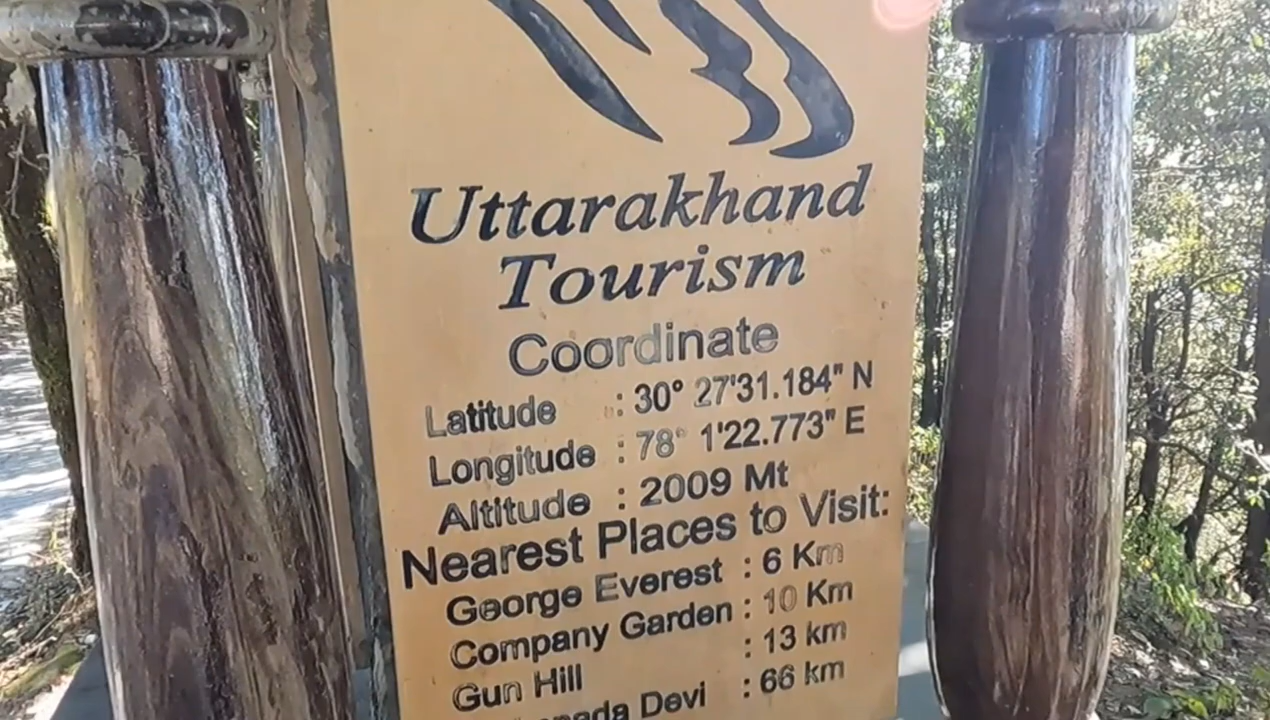 Uttarakhand
Tourism
Coordinate
Latitude : 30° 27'31.184" N
Longitude : 78° 1'22.773" E
Altitude : 2009 Mt
Nearest Places to Visit:
George Everest : 6 Km
Company Garden : 10 Km
Gun Hill : 13 km
Devi : 66 km